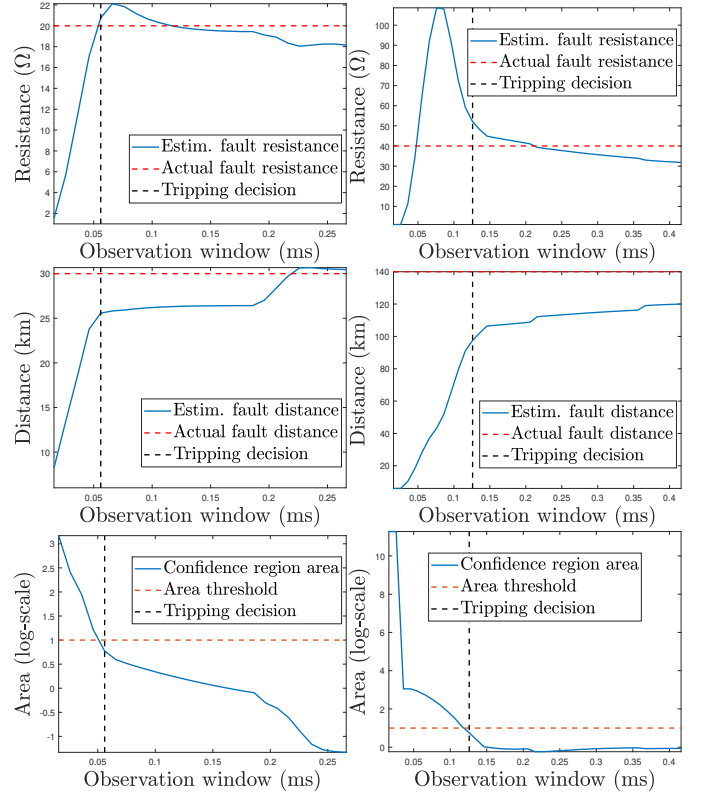 Resistance (Ω)
22
20
18
16
14
12
10
8
6
4
2
Estim. fault resistance
Actual fault resistance
Tripping decision
0.05 0.1 0.15 0.2 0.25
Observation window (ms)
Resistance (Ω)
100
80
60
40
20
0
Estim. fault resistance
Actual fault resistance
Tripping decision
0.05 0.1 0.15 0.2 0.25 0.3 0.35 0.4
Observation window (ms)
Distance (km)
30
25
20
15
10
Estim. fault distance
Actual fault distance
Tripping decision
0.05 0.1 0.15 0.2 0.25
Observation window (ms)
Distance (km)
140
120
100
80
60
40
20
Estim. fault distance
Actual fault distance
Tripping decision
0.05 0.1 0.15 0.2 0.25 0.3 0.35 0.4
Observation window (ms)
Area (log-scale)
3
2.5
2
1.5
1
0.5
0
-0.5
-1
Confidence region area
Area threshold
Tripping decision
0.05 0.1 0.15 0.2 0.25
Observation window (ms)
Area (log-scale)
10
8
6
4
2
0
Confidence region area
Area threshold
Tripping decision
0.05 0.1 0.15 0.2 0.25 0.3 0.35 0.4
Observation window (ms)